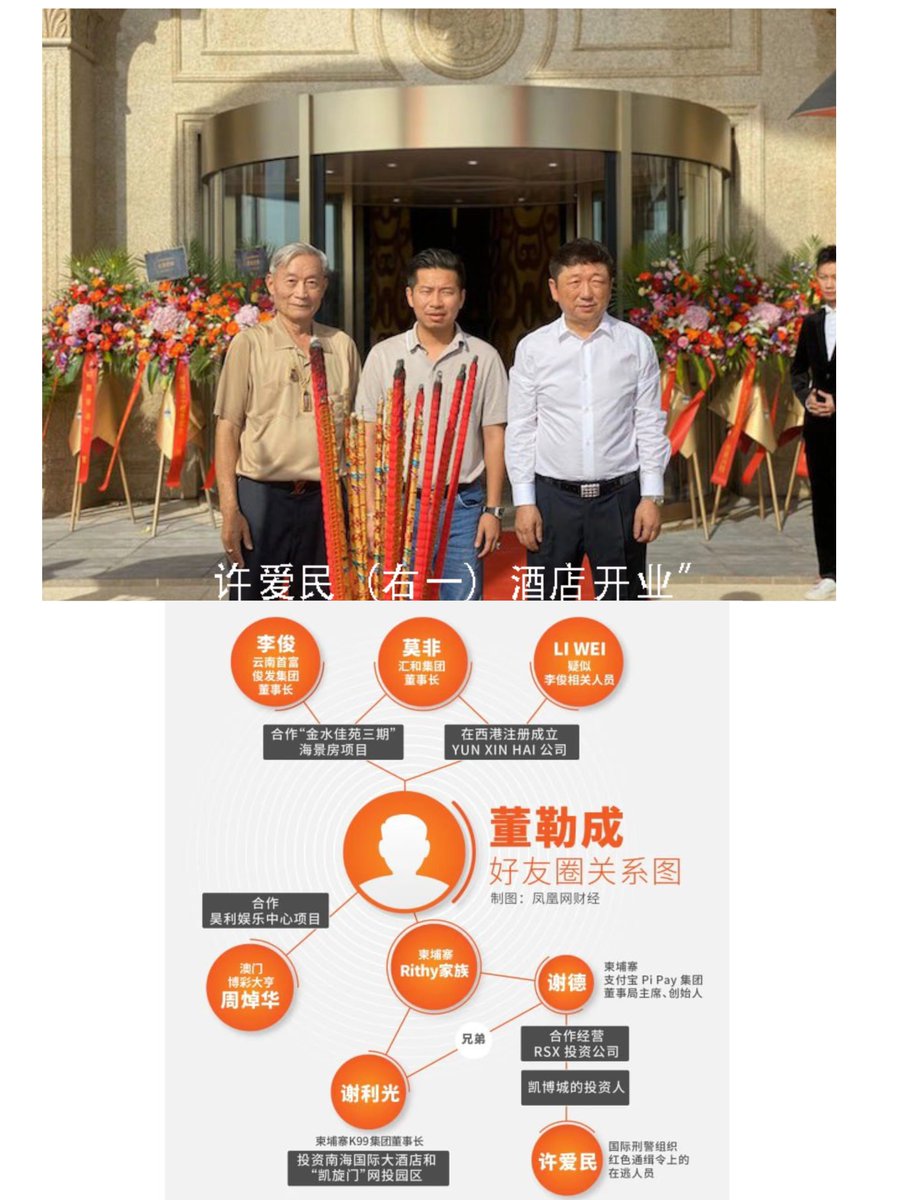 许爱民（右一）酒店开业”
李俊
云南首富
俊发集团
董事长
莫非
汇和集团
董事长
LI WEI
疑似
李俊相关人员
合作“金水佳苑三期”
海景房项目
在西港注册成立
YUN XIN HAI 公司
董勒成
好友圈关系图
制图：凤凰网财经
合作
昊利娱乐中心项目
澳门
博彩大亨
周焯华
柬埔寨
Rithy家族
谢德
柬埔寨
支付宝 Pi Pay 集团
董事局主席、创始人
兄弟
合作经营
RSX 投资公司
凯博城的投资人
谢利光
柬埔寨K99集团董事长
投资南海国际大酒店和
“凯旋门”网投园区
许爱民
国际刑警组织
红色通缉令上的
在逃人员